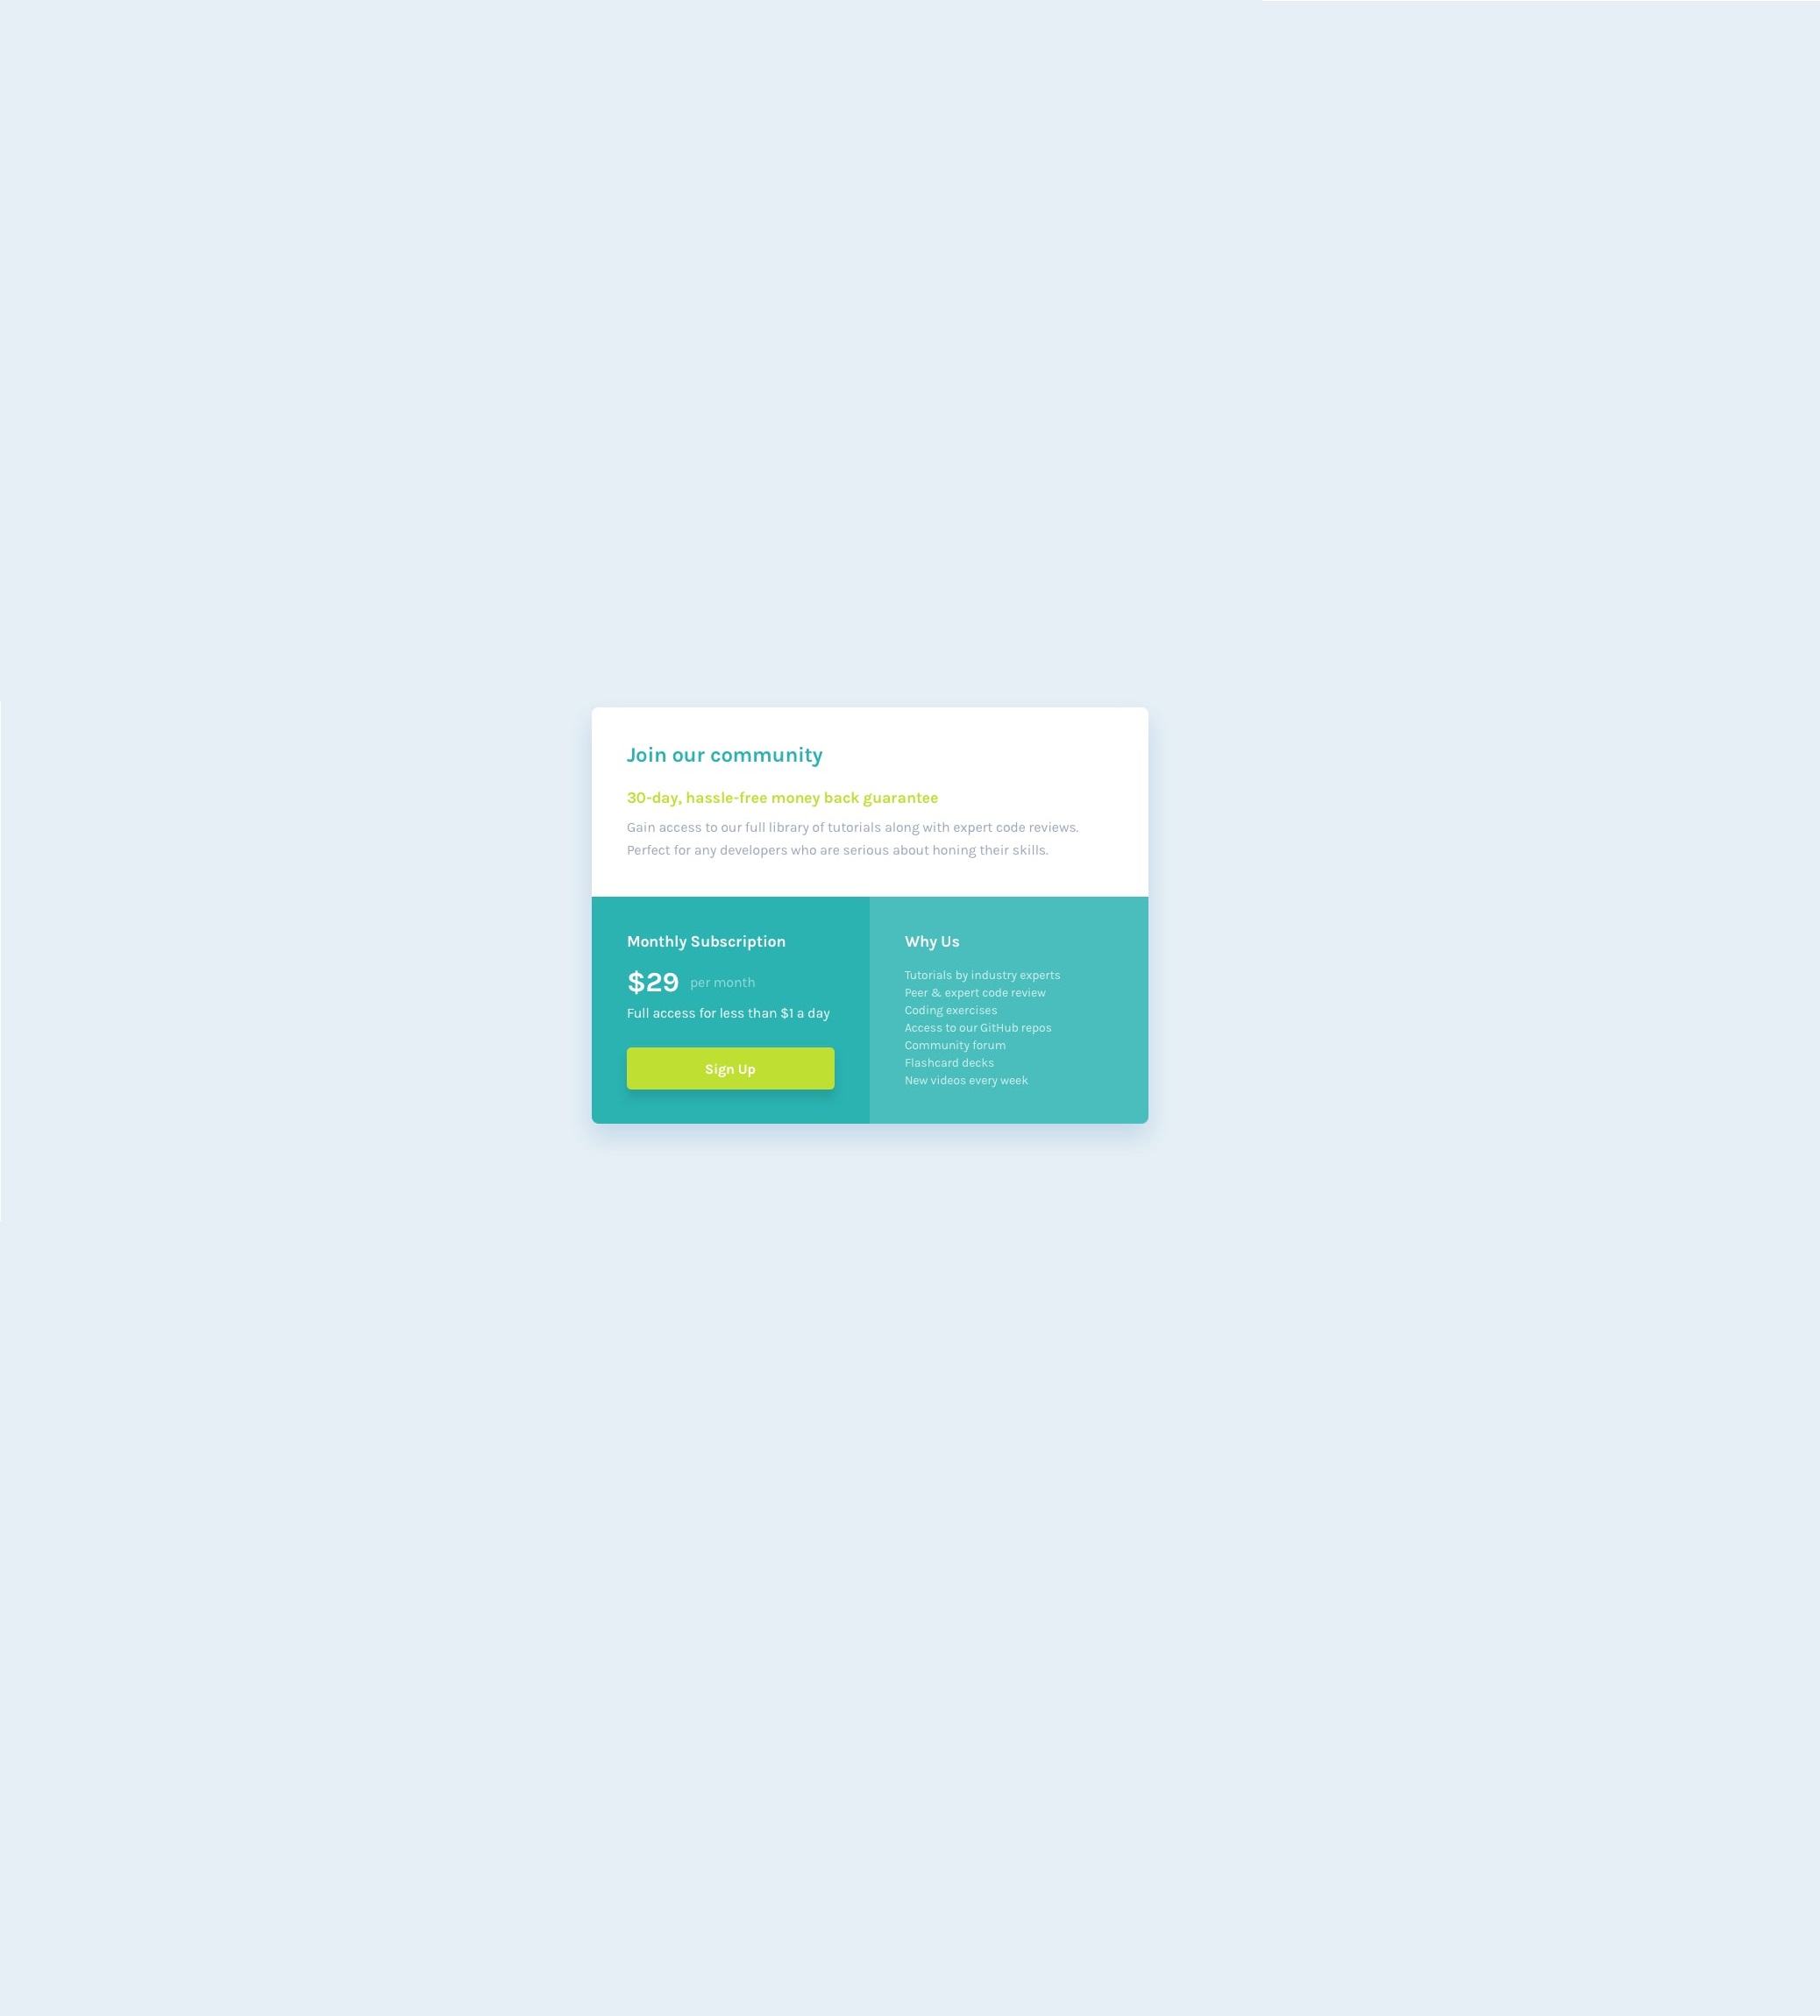 Join our community
30-day, hassle-free money back guarantee
Gain access to our full library of tutorials along with expert code reviews.
Perfect for any developers who are serious about honing their skills.
Monthly Subscription
$29 per month
Full access for less than $1 a day
Sign Up
Why Us
Tutorials by industry experts
Peer & expert code review
Coding exercises
Access to our GitHub repos
Community forum
Flashcard decks
New videos every week